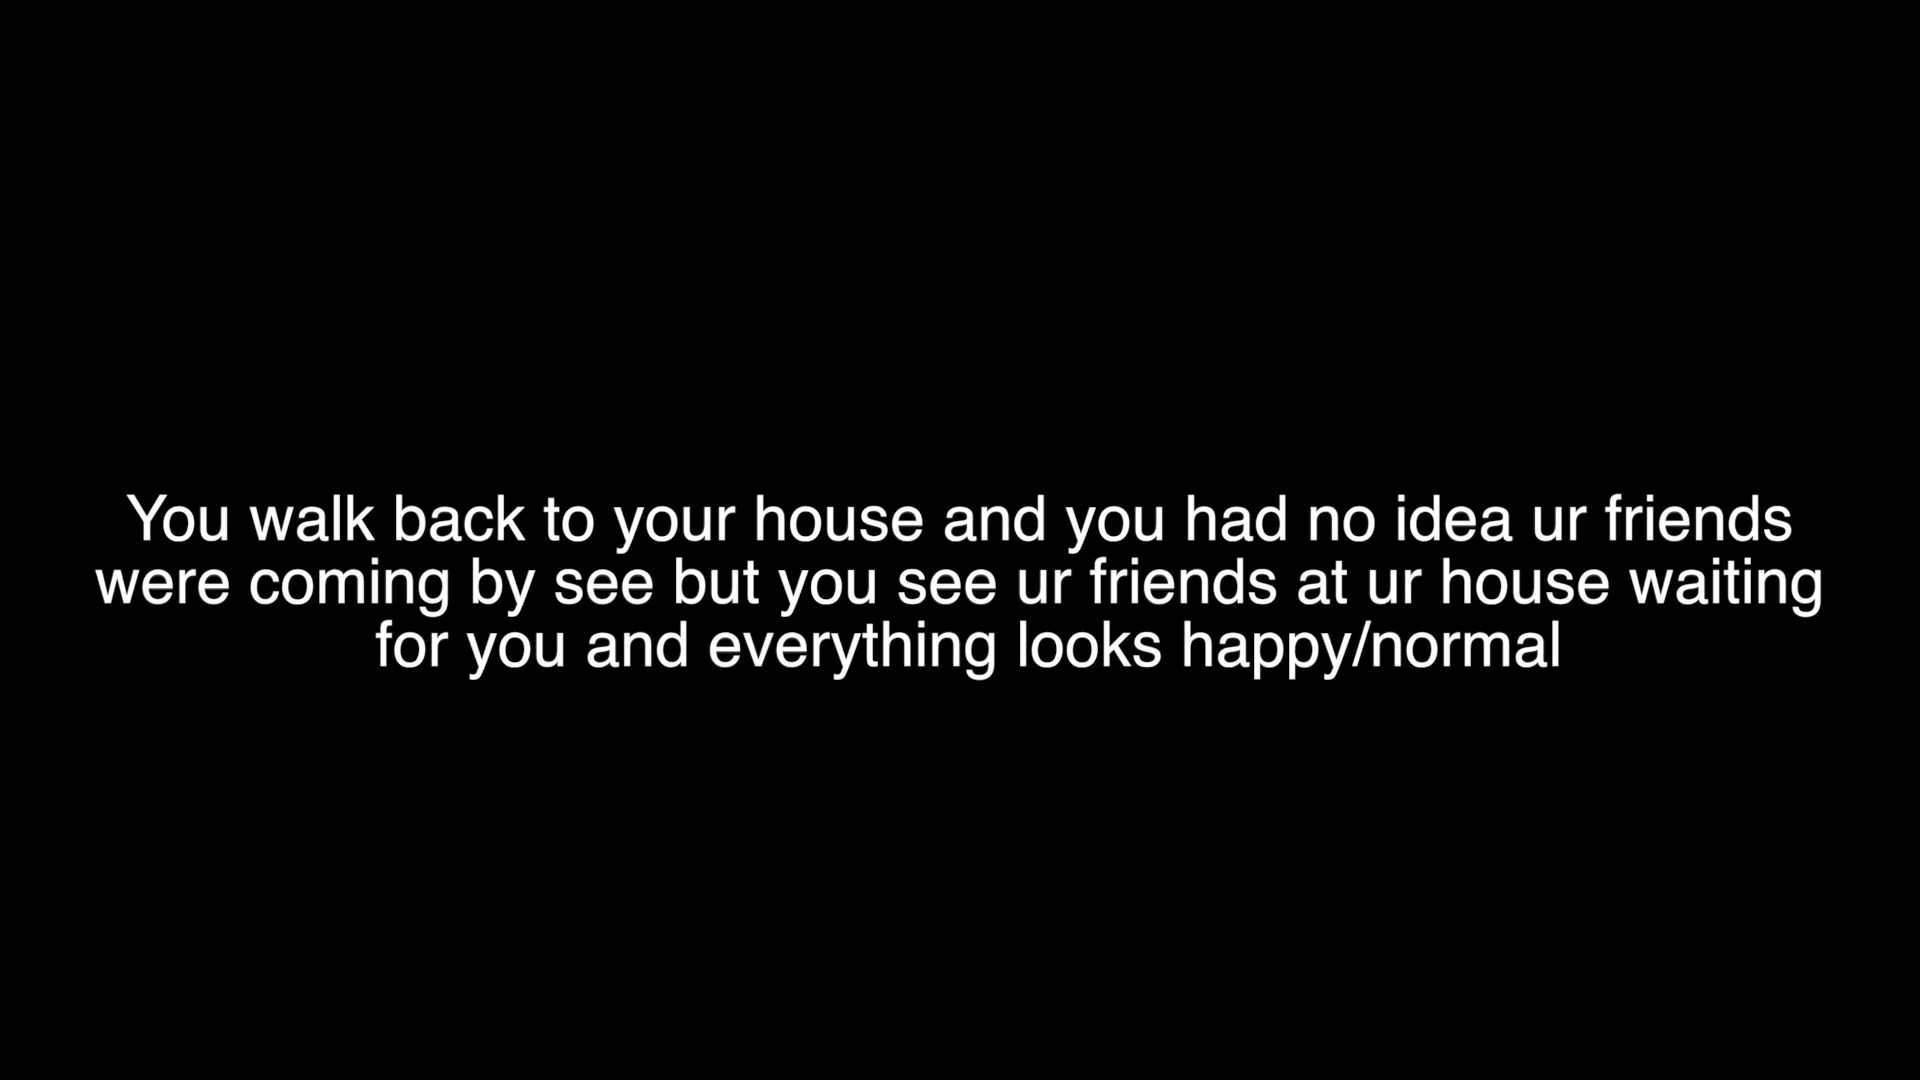 You walk back to your house and you had no idea ur friends
were coming by see but you see ur friends at ur house waiting
for you and everything looks happy/normal